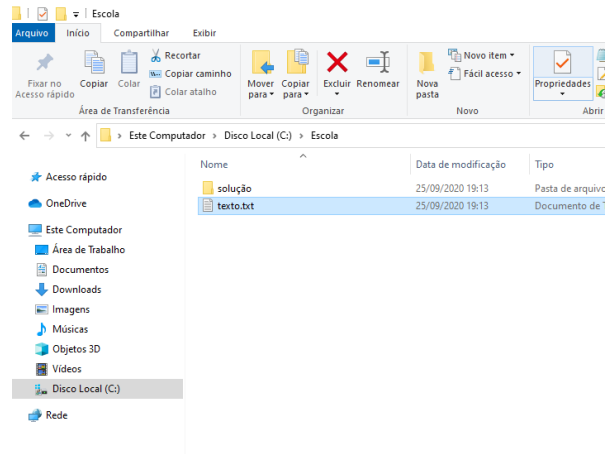 Escola
Arquivo Início Compartilhar Exibir
Fixar no Acesso rápido
Copiar
Colar
Recortar
Copiar caminho
Colar atalho
Mover para
Copiar para
Excluir
Renomear
Nova pasta
Novo item
Fácil acesso
Propriedades
Área de Transferência Organizar Novo Abrir
Este Computador > Disco Local (C:) > Escola
Nome Data de modificação Tipo
solução 25/09/2020 19:13 Pasta de arquivo
texto.txt 25/09/2020 19:13 Documento de
Acesso rápido
OneDrive
Este Computador
Área de Trabalho
Documentos
Downloads
Imagens
Músicas
Objetos 3D
Vídeos
Disco Local (C:)
Rede